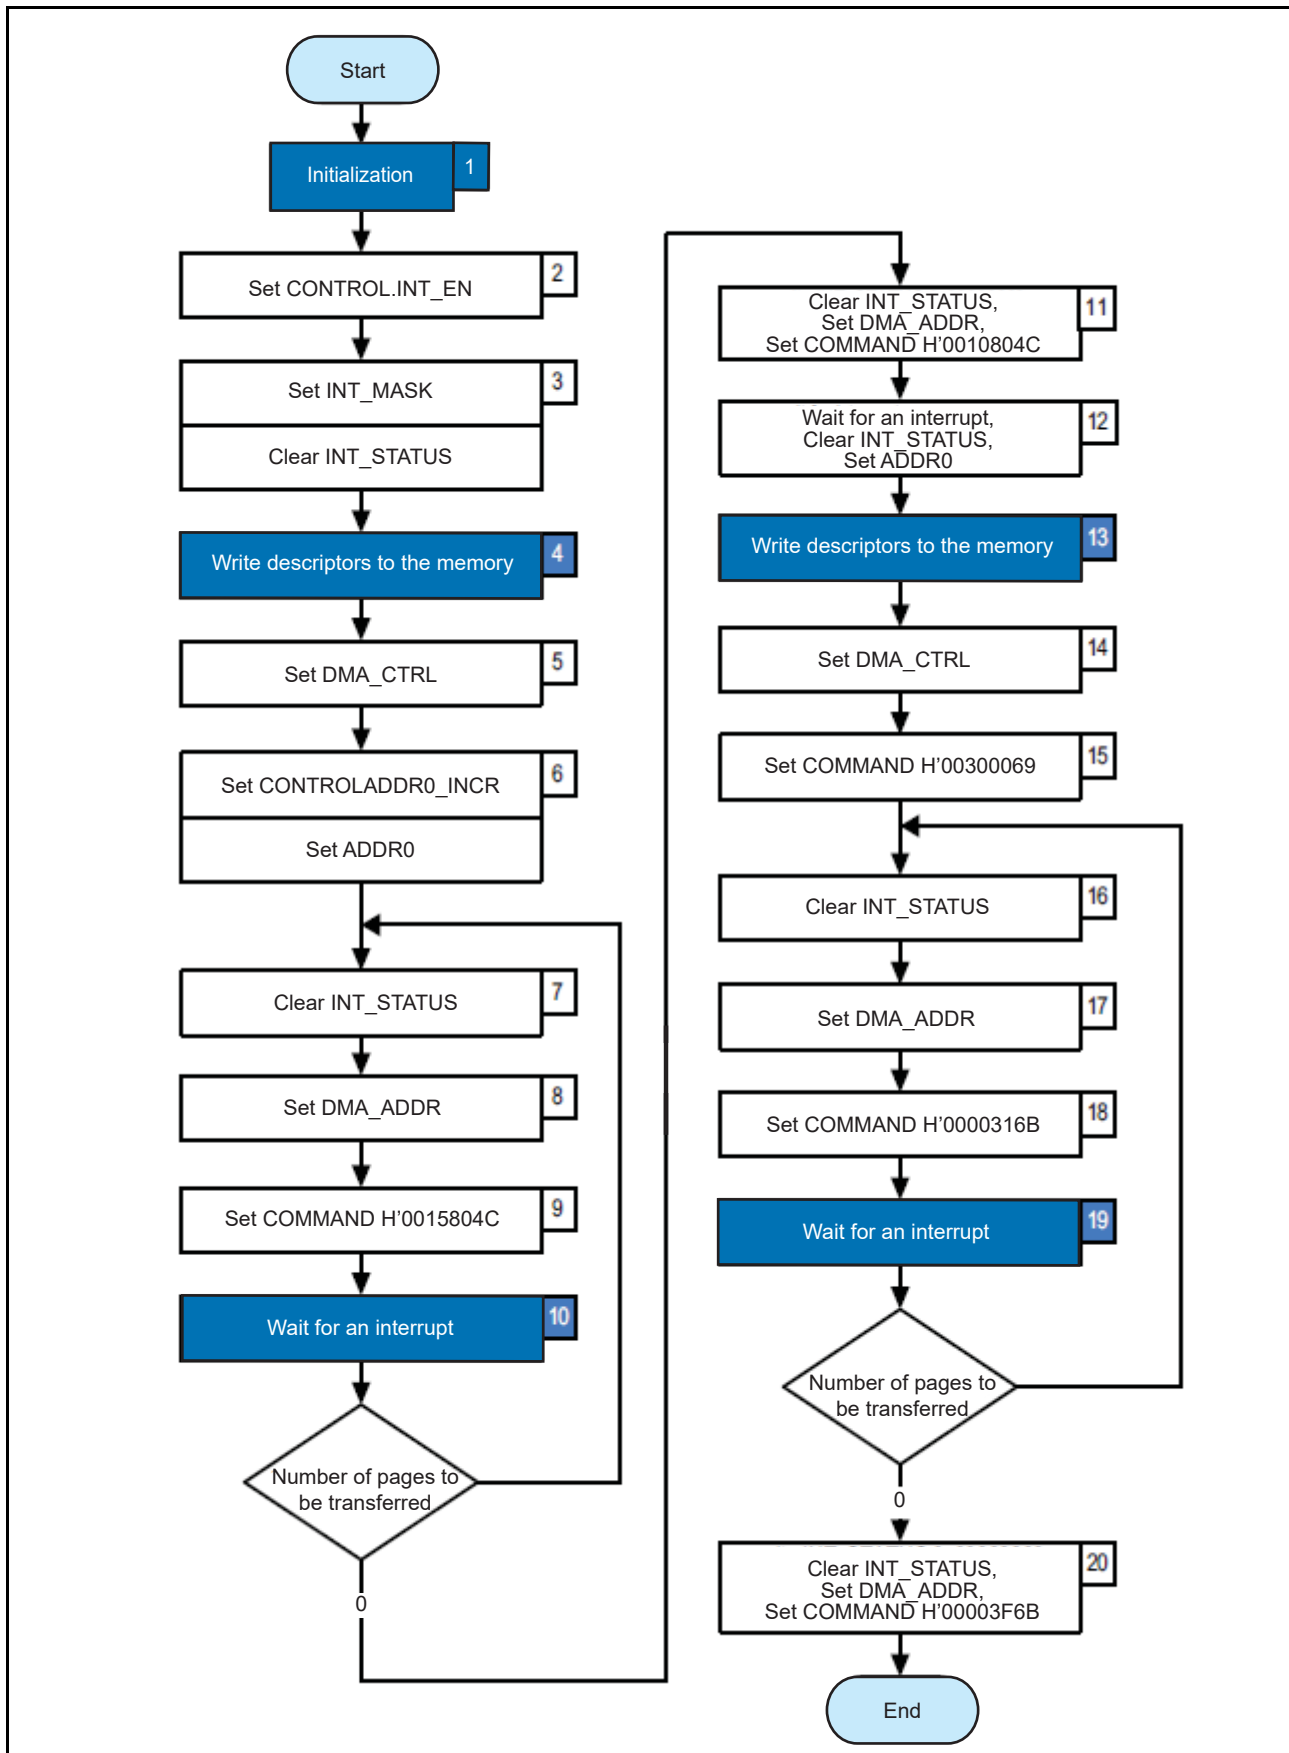 Start
Initialization
1
Set CONTROL.INT_EN
2
Set INT_MASK
3
Clear INT_STATUS
Write descriptors to the memory
4
Set DMA_CTRL
5
Set CONTROLADDR0_INCR
6
Set ADDR0
Clear INT_STATUS
7
Set DMA_ADDR
8
Set COMMAND H'0015804C
9
Wait for an interrupt
10
Number of pages to
be transferred
0
Clear INT_STATUS,
Set DMA_ADDR,
Set COMMAND H'0010804C
11
Wait for an interrupt,
Clear INT_STATUS,
Set ADDR0
12
Write descriptors to the memory
13
Set DMA_CTRL
14
Set COMMAND H'00300069
15
Clear INT_STATUS
16
Set DMA_ADDR
17
Set COMMAND H'0000316B
18
Wait for an interrupt
19
Number of pages to
be transferred
0
Clear INT_STATUS,
Set DMA_ADDR,
Set COMMAND H'00003F6B
20
End